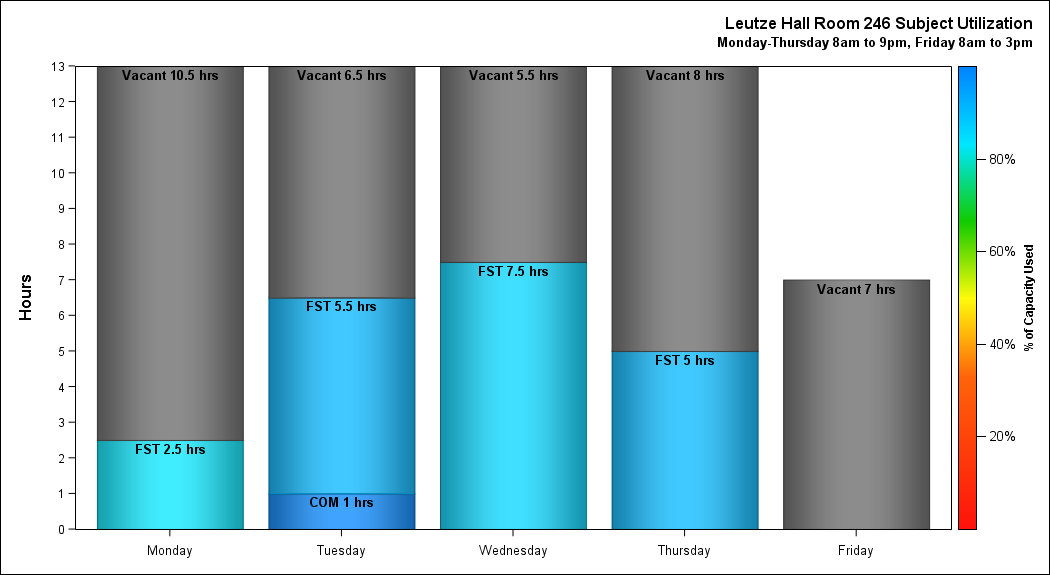 Leutze Hall Room 246 Subject Utilization
Monday-Thursday 8am to 9pm, Friday 8am to 3pm
Hours
13
12
11
10
9
8
7
6
5
4
3
2
1
0
Vacant 10.5 hrs
FST 2.5 hrs
Vacant 6.5 hrs
FST 5.5 hrs
COM 1 hrs
Vacant 5.5 hrs
FST 7.5 hrs
Vacant 8 hrs
FST 5 hrs
Vacant 7 hrs
Monday
Tuesday
Wednesday
Thursday
Friday
80%
60%
40%
20%
% of Capacity Used